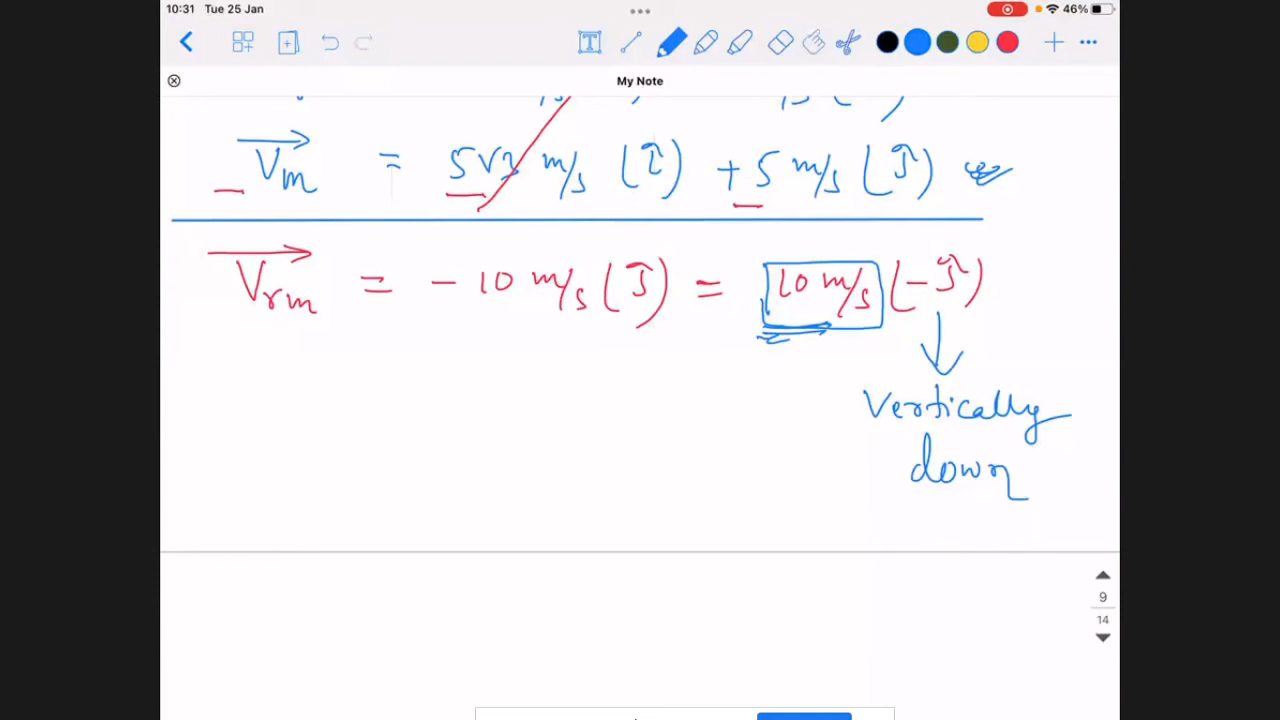 10:31 Tue 25 Jan
46%
My Note
Vm = 5√3 m/s (î) + 5 m/s (ĵ)
Vrm = - 10 m/s (ĵ) = 10 m/s (-ĵ)
Vertically
down
9
14